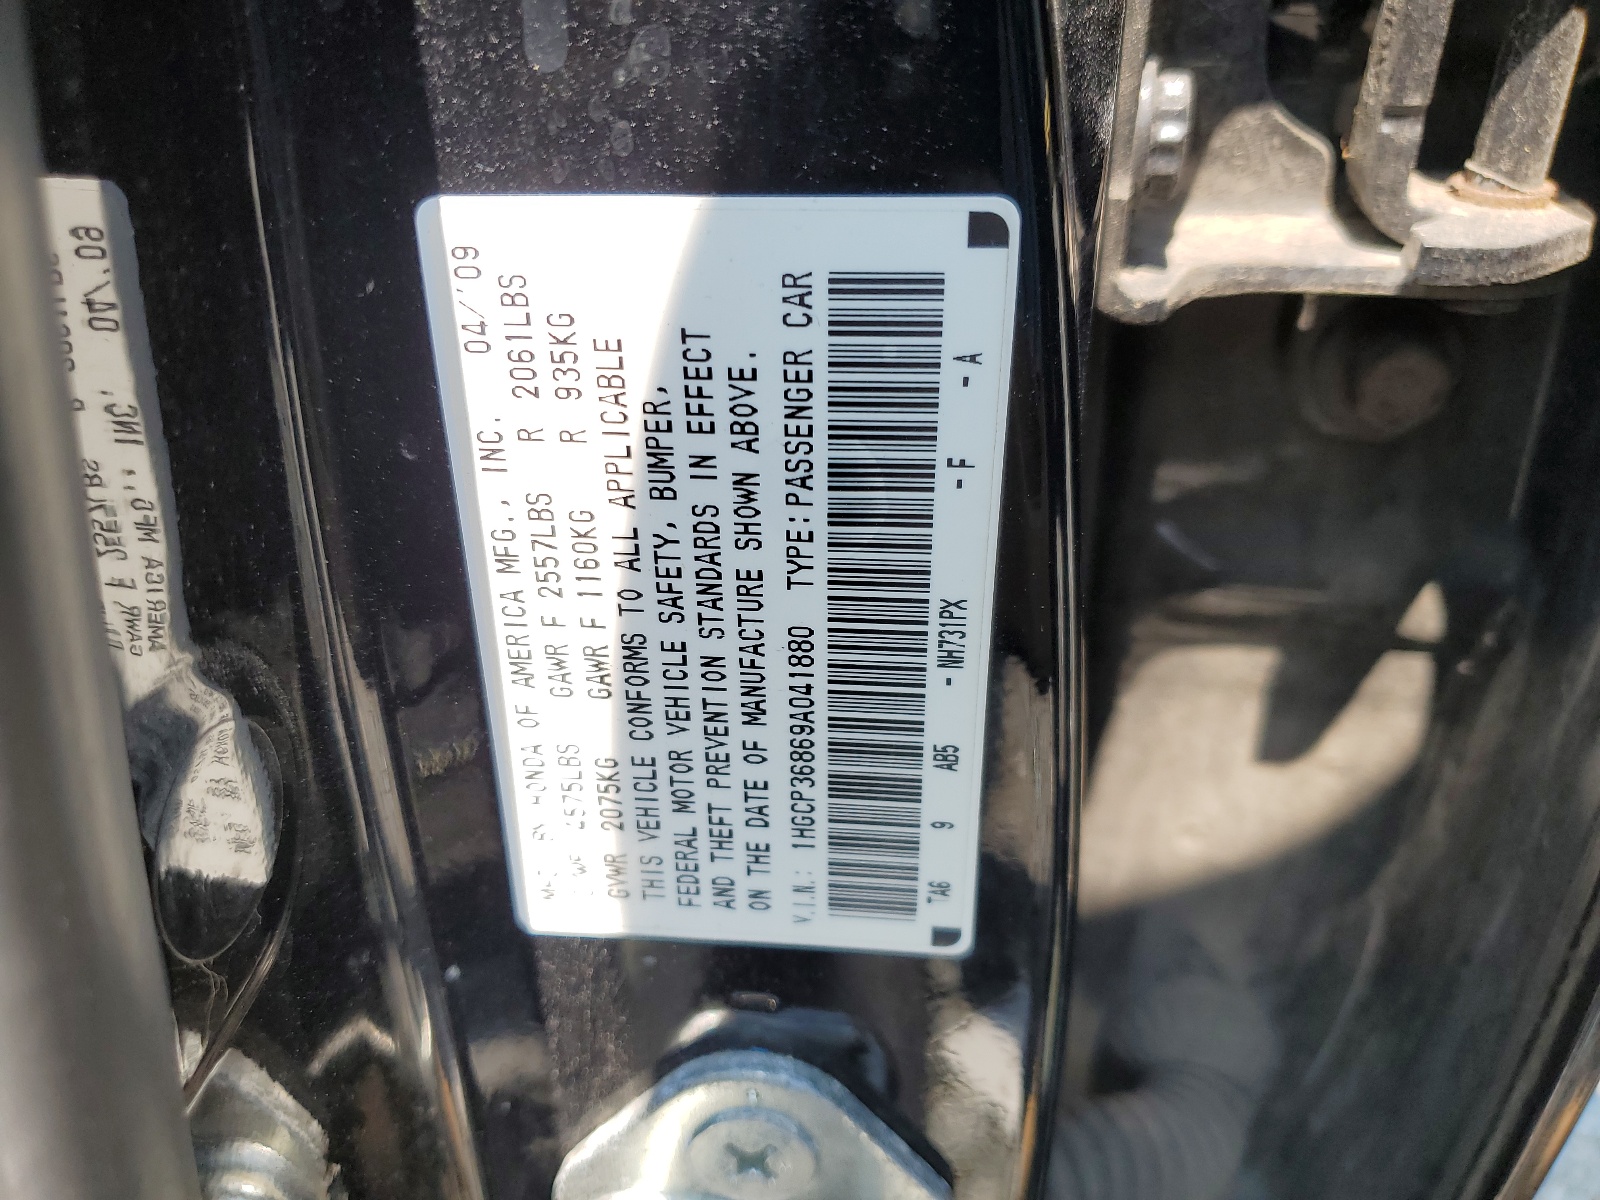 HONDA OF AMERICA MFG., INC. 04/'09
GAWR F 2557LBS R 2061LBS
GVWR 2075KG GAWR F 1160KG R 935KG
THIS VEHICLE CONFORMS TO ALL APPLICABLE
FEDERAL MOTOR VEHICLE SAFETY, BUMPER,
AND THEFT PREVENTION STANDARDS IN EFFECT
ON THE DATE OF MANUFACTURE SHOWN ABOVE.
V.I.N.: 1HGCP36869A041880 TYPE: PASSENGER CAR
TA6 9 AB5 - NH731PX - F - A